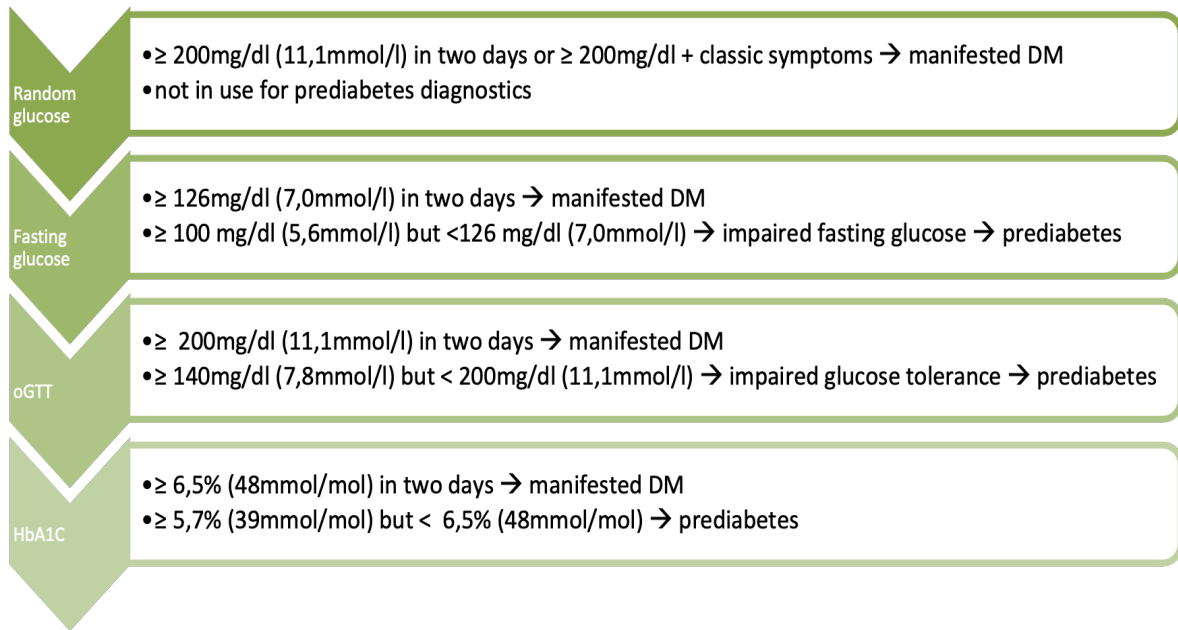 •≥ 200mg/dl (11,1mmol/l) in two days or ≥ 200mg/dl + classic symptoms → manifested DM
•not in use for prediabetes diagnostics
Random
glucose
•≥ 126mg/dl (7,0mmol/l) in two days → manifested DM
•≥ 100 mg/dl (5,6mmol/l) but <126 mg/dl (7,0mmol/l) → impaired fasting glucose → prediabetes
Fasting
glucose
•≥  200mg/dl (11,1mmol/l) in two days → manifested DM
•≥ 140mg/dl (7,8mmol/l) but < 200mg/dl (11,1mmol/l) → impaired glucose tolerance → prediabetes
oGTT
•≥ 6,5% (48mmol/mol) in two days → manifested DM
•≥ 5,7% (39mmol/mol) but <  6,5% (48mmol/mol) → prediabetes
HbA1C